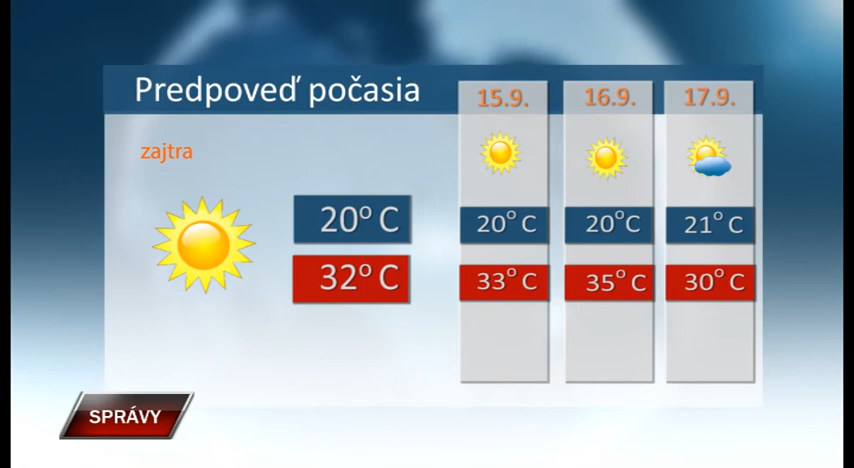 Predpoveď počasia
zajtra
20° C
32° C
15.9.
20° C
33° C
16.9.
20°C
35° C
17.9.
21° C
30° C
SPRÁVY